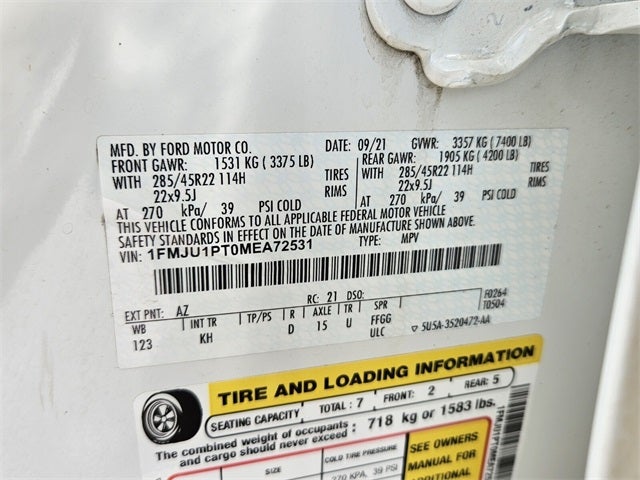 MFD. BY FORD MOTOR CO. DATE: 09/21 GVWR: 3357 KG ( 7400 LB)
FRONT GAWR: 1531 KG ( 3375 LB) REAR GAWR: 1905 KG ( 4200 LB)
WITH 285/45R22 114H TIRES WITH 285/45R22 114H TIRES
22x9.5J RIMS 22x9.5J RIMS
AT 270 kPa/ 39 PSI COLD AT 270 kPa/ 39 PSI COLD
THIS VEHICLE CONFORMS TO ALL APPLICABLE FEDERAL MOTOR VEHICLE
SAFETY STANDARDS IN EFFECT ON THE DATE OF MANUFACTURE SHOWN ABOVE.
VIN: 1FMJU1PT0MEA72531 TYPE: MPV
F0264
T0504
EXT PNT: AZ RC: 21 DSO:
WB INT TR TP/PS R AXLE TR SPR
123 KH D 15 U FFGG
ULC ▽ 5U5A-3520472-AA
TIRE AND LOADING INFORMATION
SEATING CAPACITY TOTAL : 7 FRONT: 2 REAR: 5
The combined weight of occupants
and cargo should never exceed : 718 kg or 1583 lbs.
SIZE COLD TIRE PRESSURE
270 KPA, 39 PSI
SEE OWNERS
MANUAL FOR
ADDITIONAL